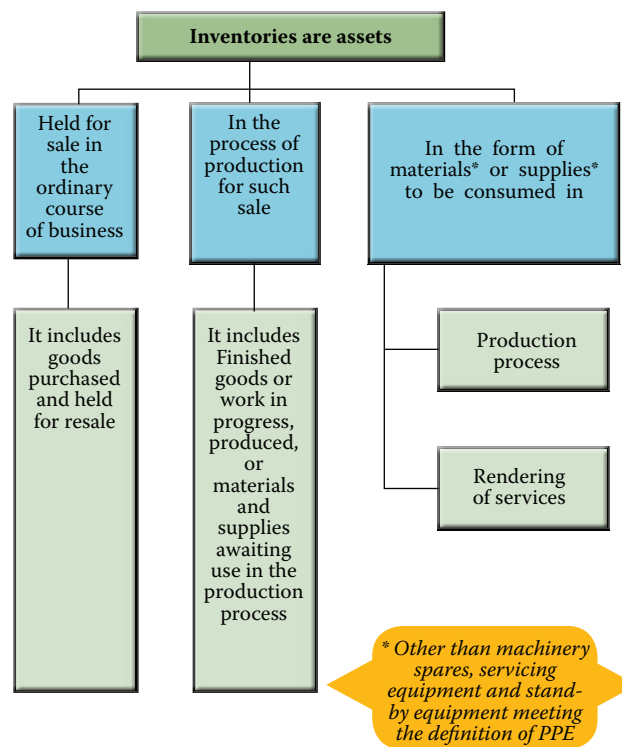 Inventories are assets
Held for
sale in
the
ordinary
course
of business
In the
process of
production
for such
sale
In the form of
materials* or supplies*
to be consumed in
It includes
goods
purchased
and held
for resale
It includes
Finished
goods or
work in
progress,
produced,
or
materials
and
supplies
awaiting
use in the
production
process
Production
process
Rendering
of services
* Other than machinery
spares, servicing
equipment and stand-
by equipment meeting
the definition of PPE